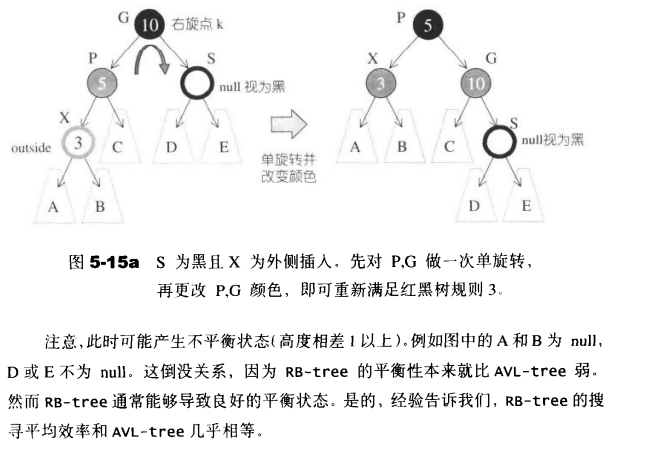 G 10 右旋点 k
P 5
P
S
X
G
5
null 视为黑
3
10
X
outside 3
C
D
E
A
B
C
S
null视为黑
单旋转并
改变颜色
A
B
D
E
图 5-15a S 为黑且 X 为外侧插入。先对 P,G 做一次单旋转，
再更改 P,G 颜色，即可重新满足红黑树规则 3。
注意，此时可能产生不平衡状态（高度相差 1 以上）。例如图中的 A 和 B 为 null，
D 或 E 不为 null。这倒没关系，因为 RB-tree 的平衡性本来就比 AVL-tree 弱。
然而 RB-tree 通常能够导致良好的平衡状态。是的，经验告诉我们，RB-tree 的搜
寻平均效率和 AVL-tree 几乎相等。